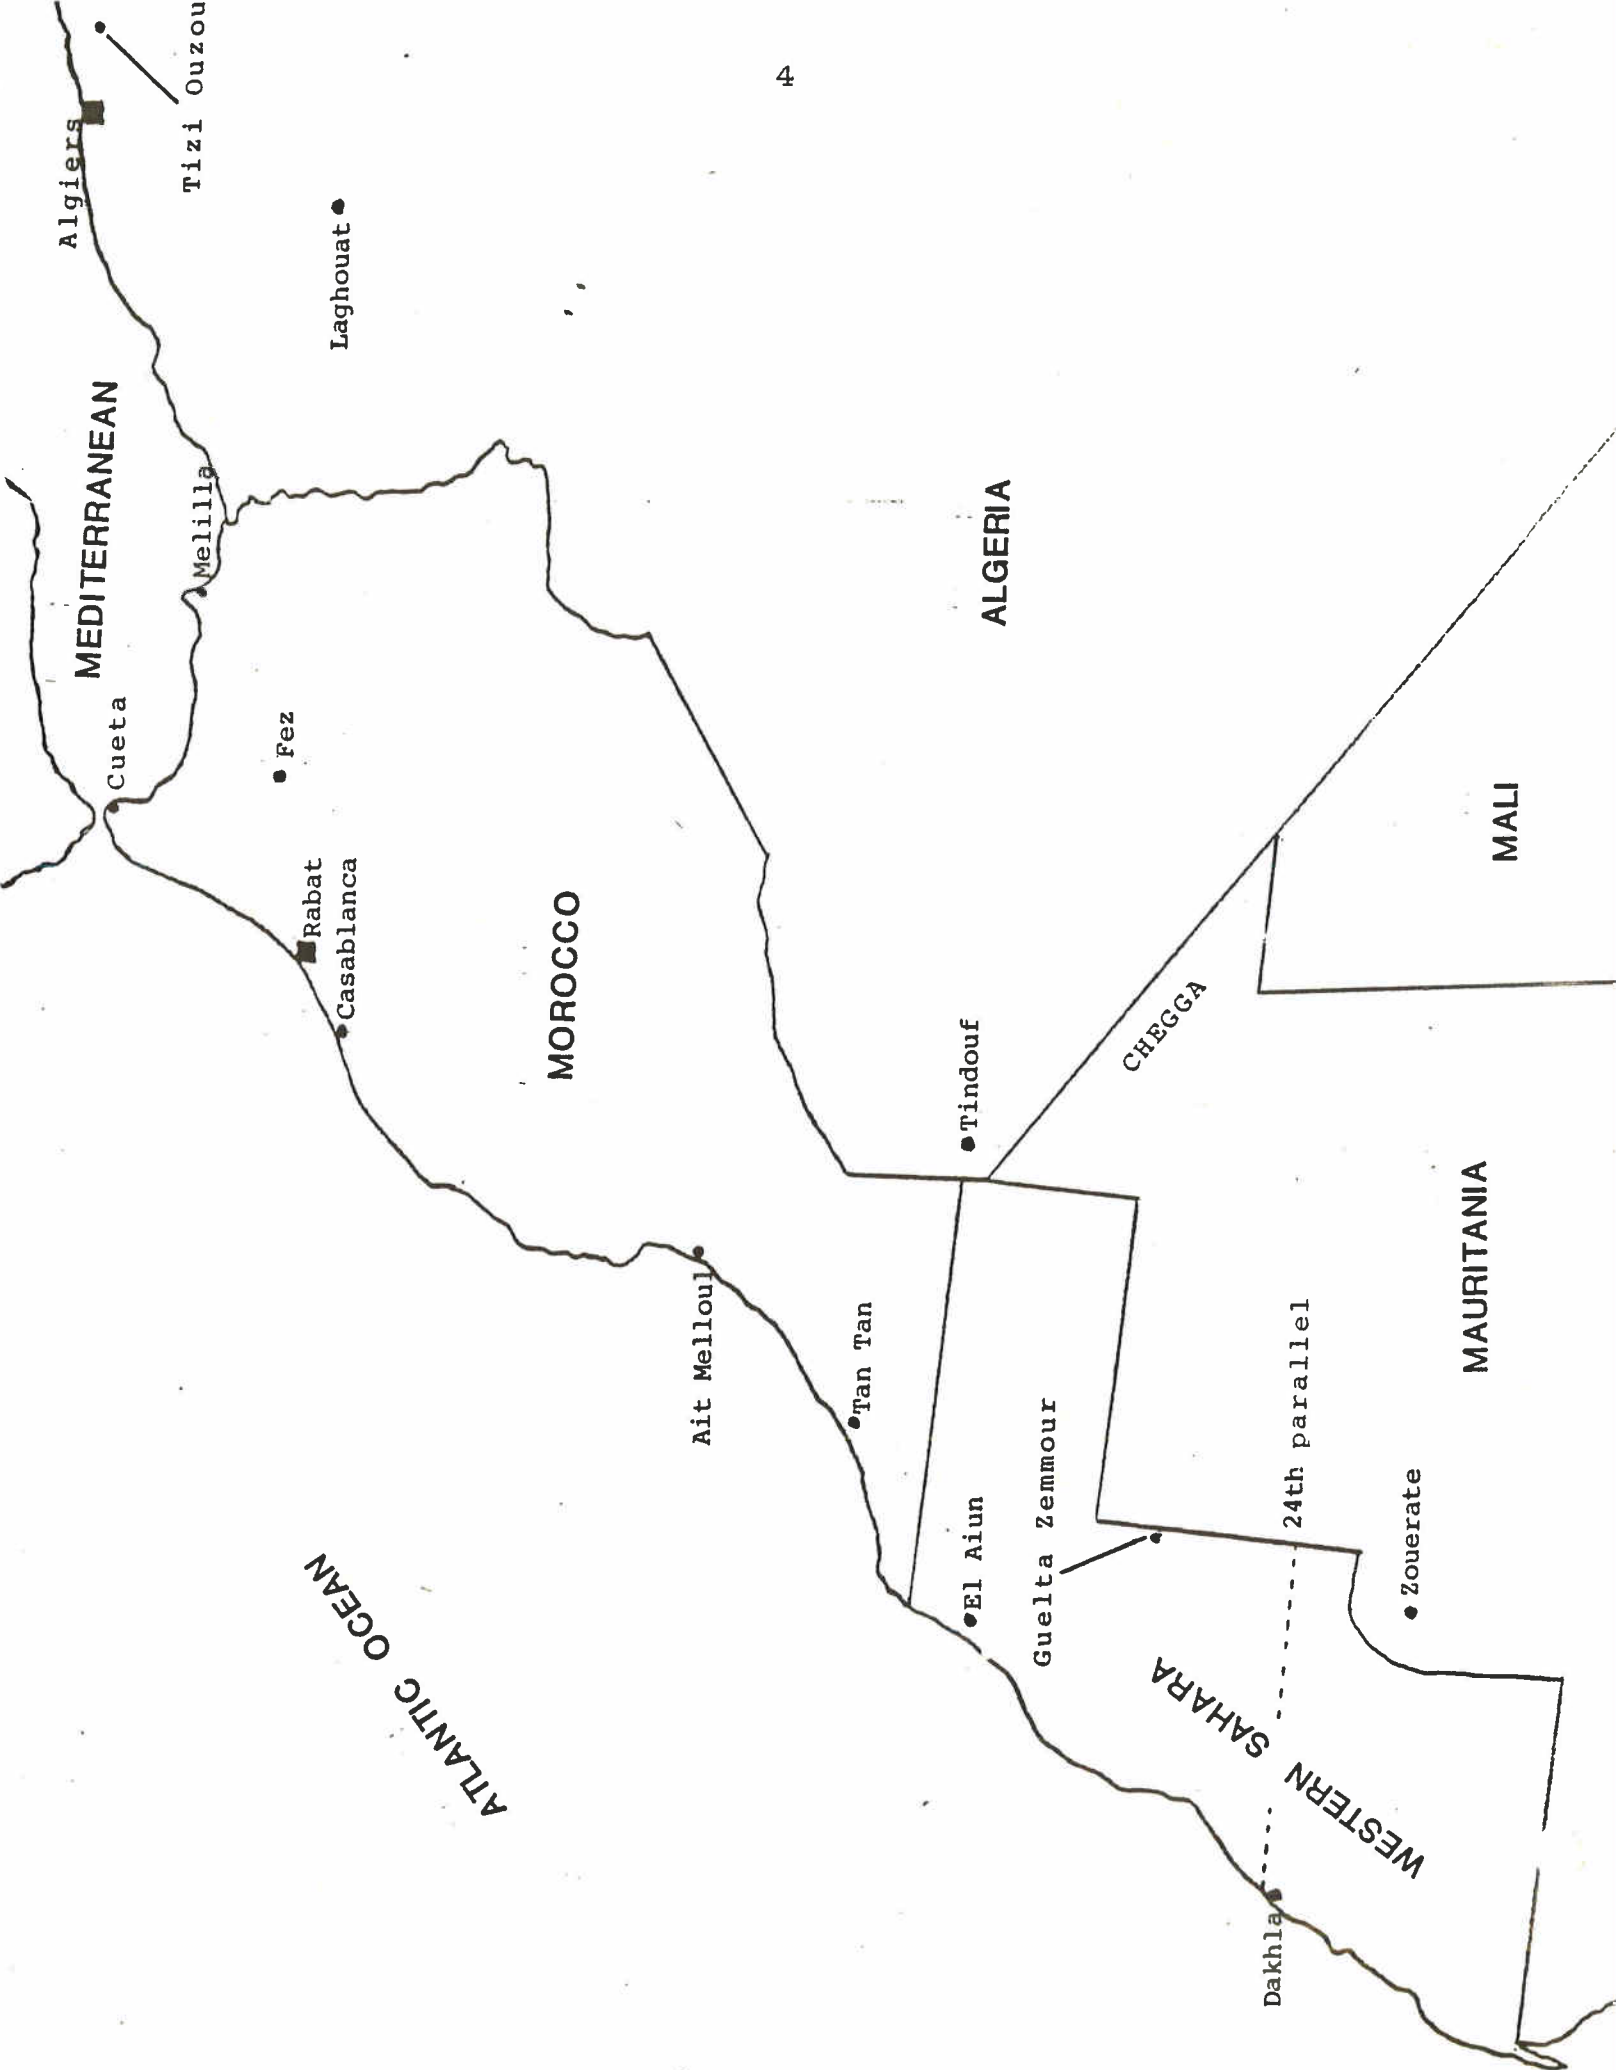 4
Tizi Ouzou
Algiers
Laghouat
MEDITERRANEAN
Melilla
Cueta
Fez
Rabat
Casablanca
MOROCCO
ALGERIA
MALI
CHEGGA
Tindouf
MAURITANIA
Ait Melloul
Tan Tan
24th parallel
Guelta Zemmour
El Aiun
Zouerate
ATLANTIC OCEAN
WESTERN SAHARA
Dakhla